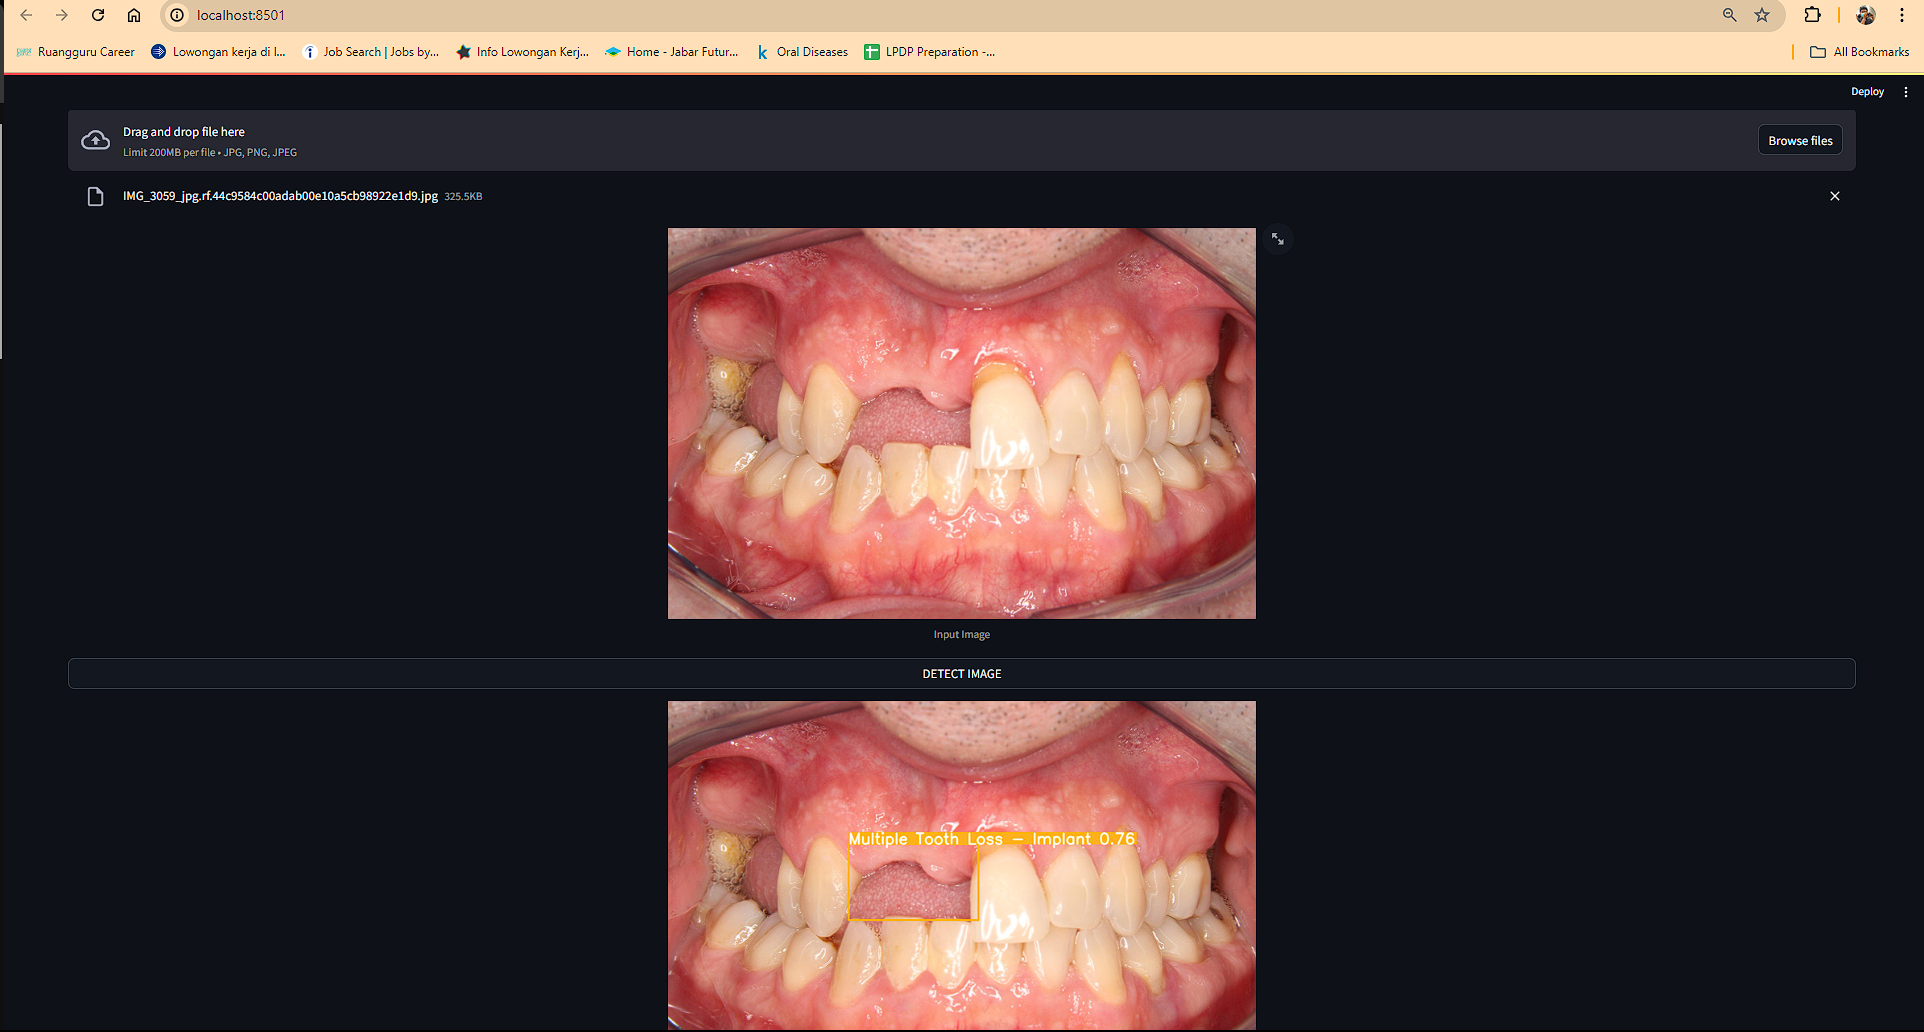 localhost:8501
Ruangguru Career
Lowongan kerja di I...
Job Search | Jobs by...
Info Lowongan Kerj...
Home - Jabar Futur...
Oral Diseases
LPDP Preparation -...
All Bookmarks
Deploy
Drag and drop file here
Limit 200MB per file • JPG, PNG, JPEG
Browse files
IMG_3059_jpg.rf.44c9584c00adab00e10a5cb98922e1d9.jpg 325.5KB
Input Image
DETECT IMAGE
Multiple Tooth Loss - Implant 0.76